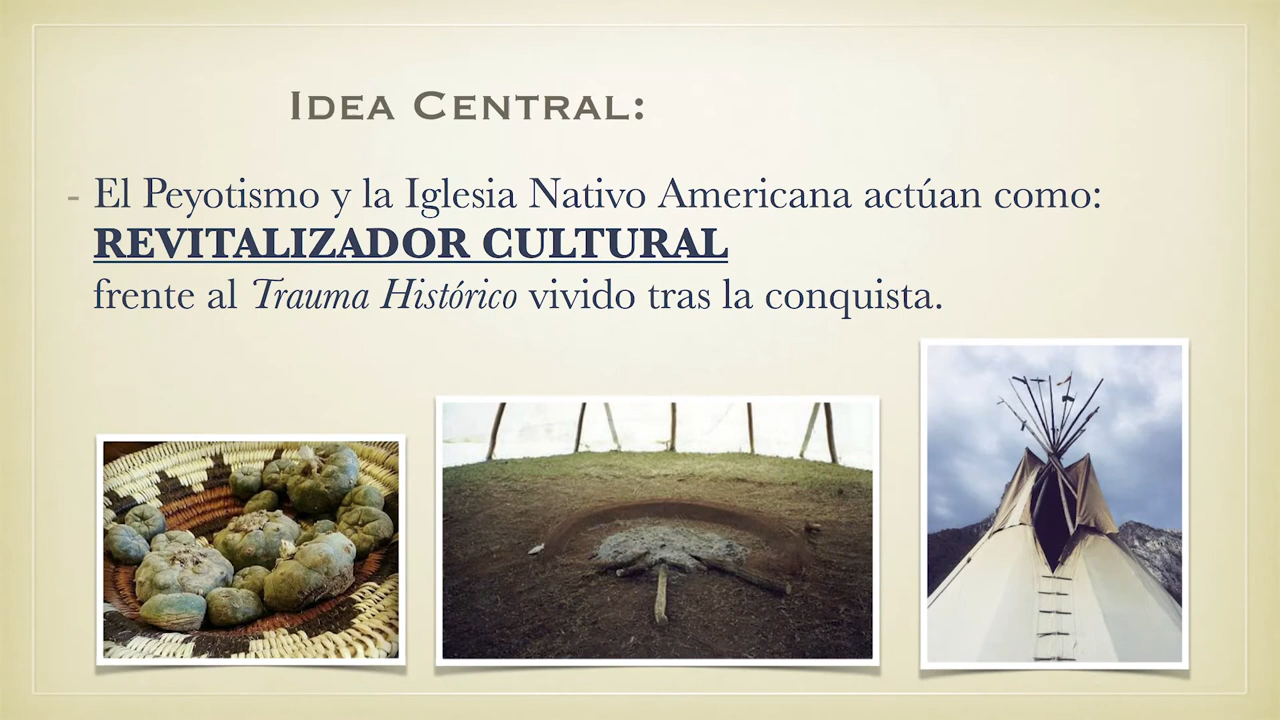 Idea Central:
- El Peyotismo y la Iglesia Nativo Americana actúan como:
REVITALIZADOR CULTURAL
frente al Trauma Histórico vivido tras la conquista.